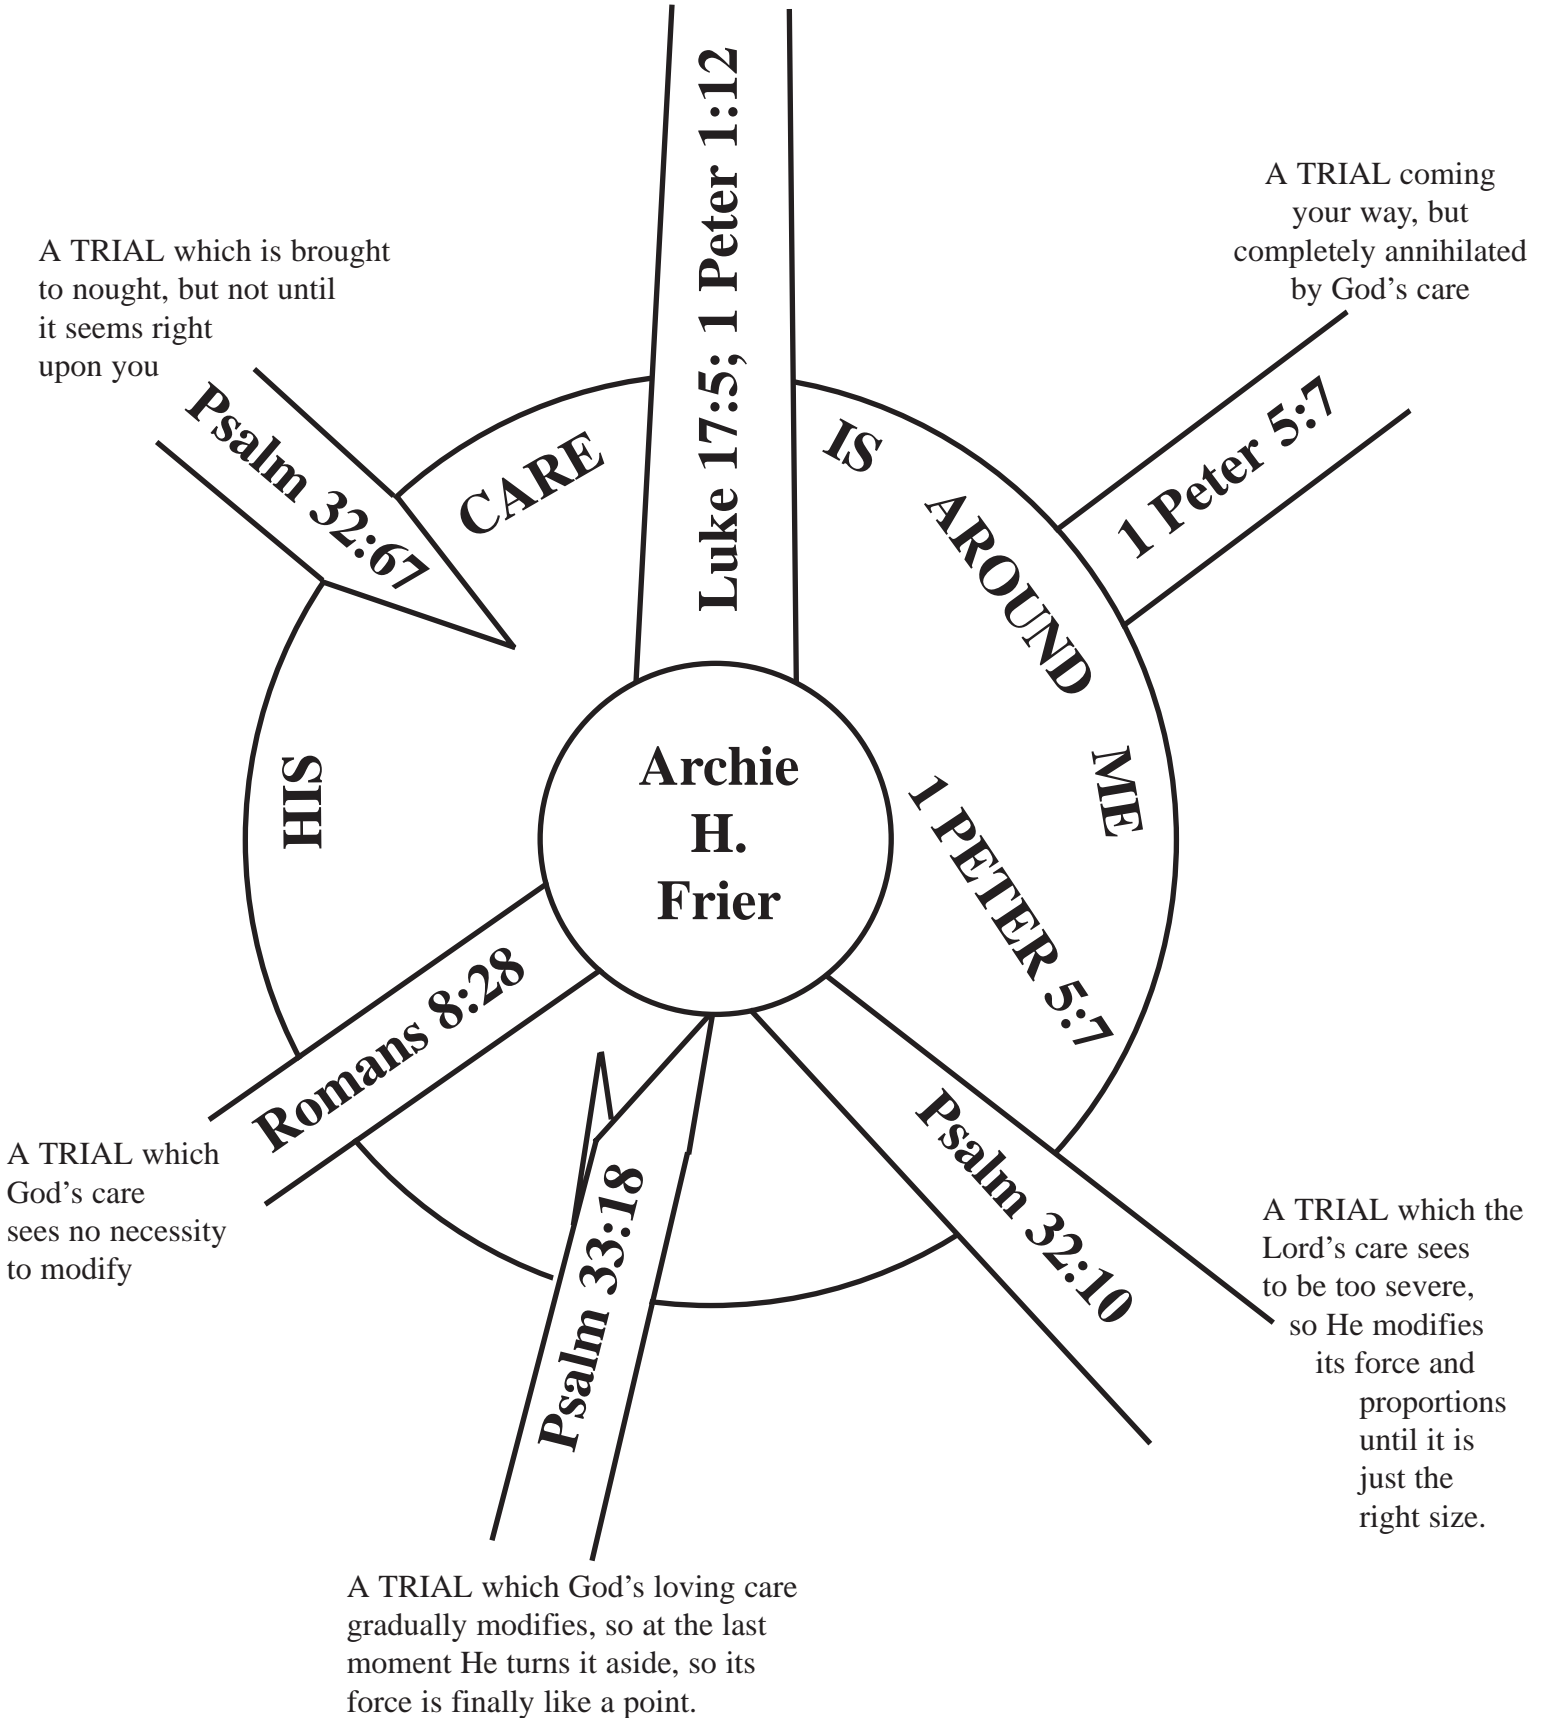 Luke 17:5; 1 Peter 1:12
A TRIAL coming
your way, but
completely annihilated
by God’s care
A TRIAL which is brought
to nought, but not until
it seems right
upon you
Psalm 32:67
1 Peter 5:7
HIS
CARE
IS
AROUND
ME
1 PETER 5:7
Archie
H.
Frier
Romans 8:28
A TRIAL which
God’s care
sees no necessity
to modify
Psalm 33:18
Psalm 32:10
A TRIAL which the
Lord’s care sees
to be too severe,
so He modifies
its force and
proportions
until it is
just the
right size.
A TRIAL which God’s loving care
gradually modifies, so at the last
moment He turns it aside, so its
force is finally like a point.